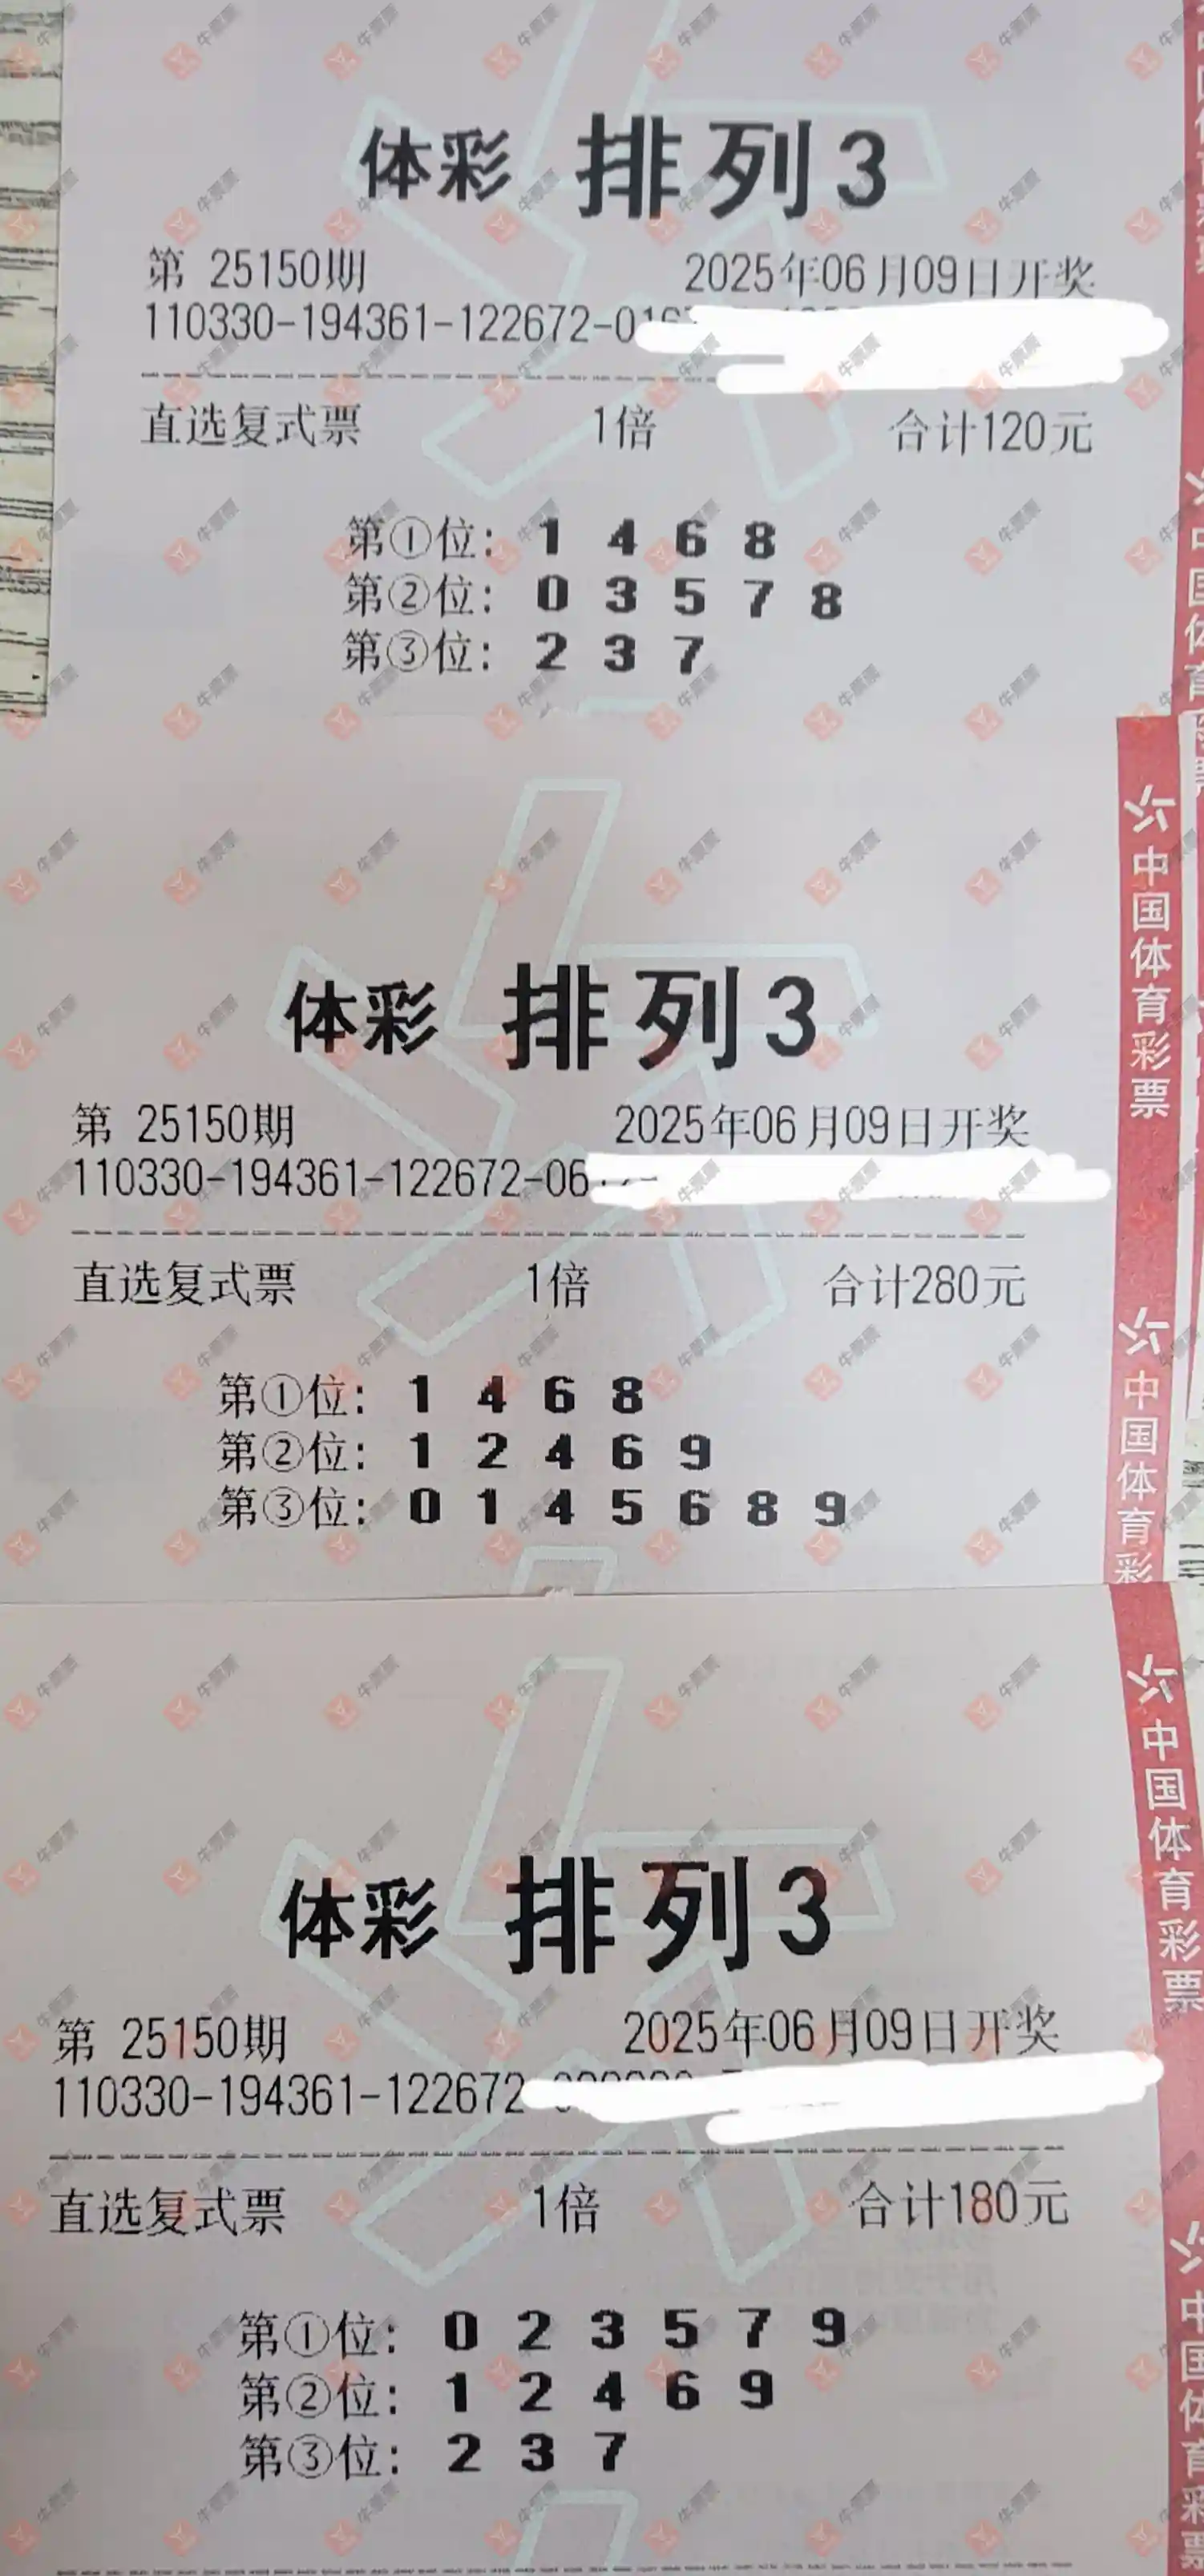 体彩 排列3
第 25150期 2025年06月09日开奖
110330-194361-122672-016
直选复式票 1倍 合计120元
第①位: 1 4 6 8
第②位: 0 3 5 7 8
第③位: 2 3 7
体彩 排列3
第 25150期 2025年06月09日开奖
110330-194361-122672-06
直选复式票 1倍 合计280元
第①位: 1 4 6 8
第②位: 1 2 4 6 9
第③位: 0 1 4 5 6 8 9
中国体育彩票
中国体育彩
体彩 排列3
第 25150期 2025年06月09日开奖
110330-194361-122672
直选复式票 1倍 合计180元
第①位: 0 2 3 5 7 9
第②位: 1 2 4 6 9
第③位: 2 3 7
中国体育彩票
中国体育彩票
牛票票